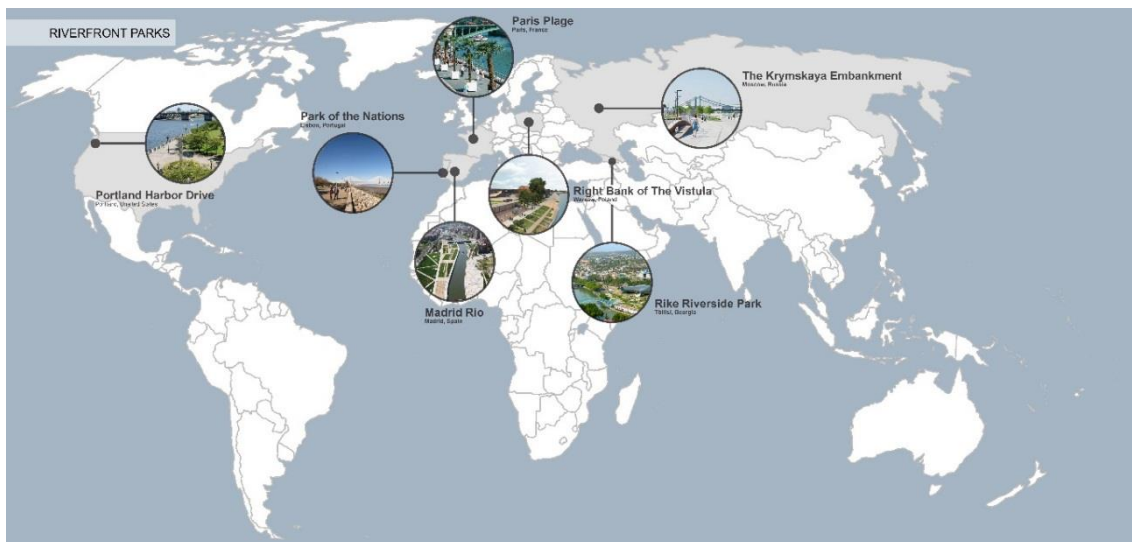 RIVERFRONT PARKS
Paris Plage
Paris, France
The Krymskaya Embankment
Moscow, Russia
Park of the Nations
Lisbon, Portugal
Portland Harbor Drive
Portland, United States
Right Bank of The Vistula
Warsaw, Poland
Madrid Rio
Madrid, Spain
Rike Riverside Park
Tbilisi, Georgia